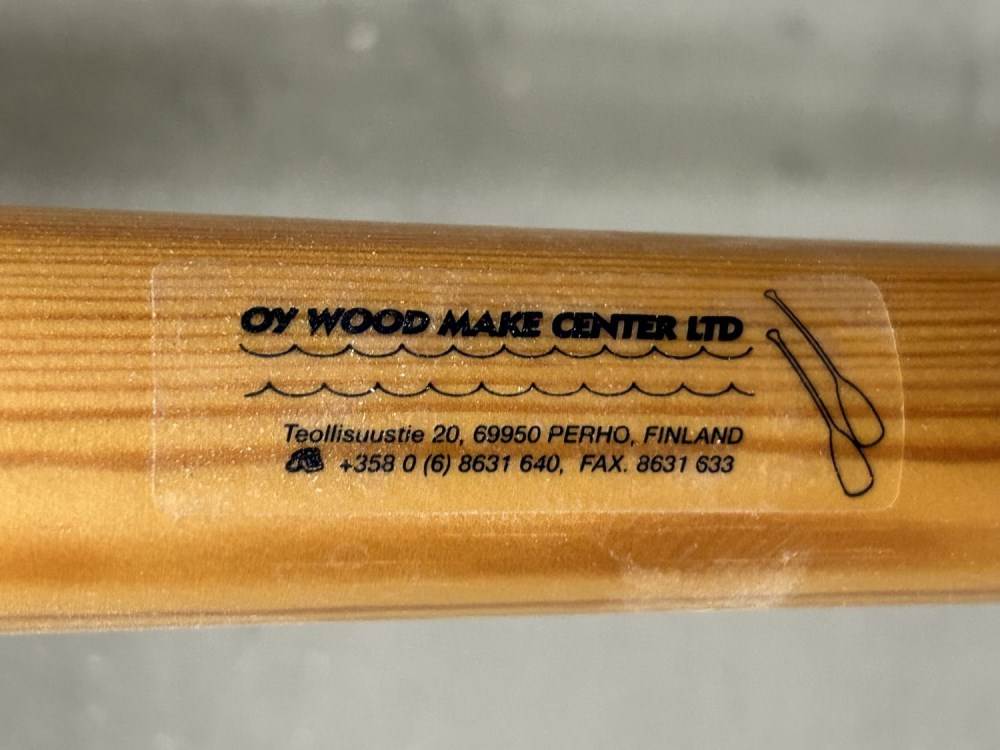 OY WOOD MAKE CENTER LTD
Teollisuustie 20, 69950 PERHO, FINLAND
+358 0 (6) 8631 640, FAX. 8631 633